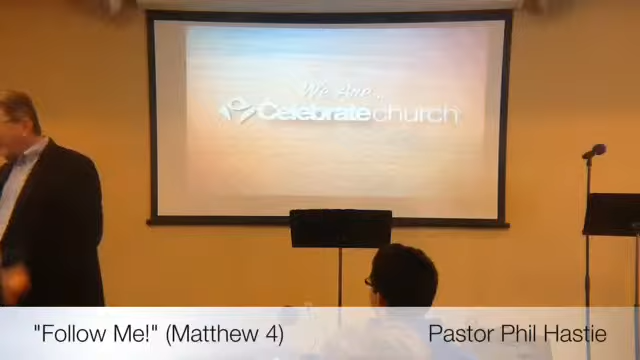 We Are...
Celebratechurch
"Follow Me!" (Matthew 4)
Pastor Phil Hastie